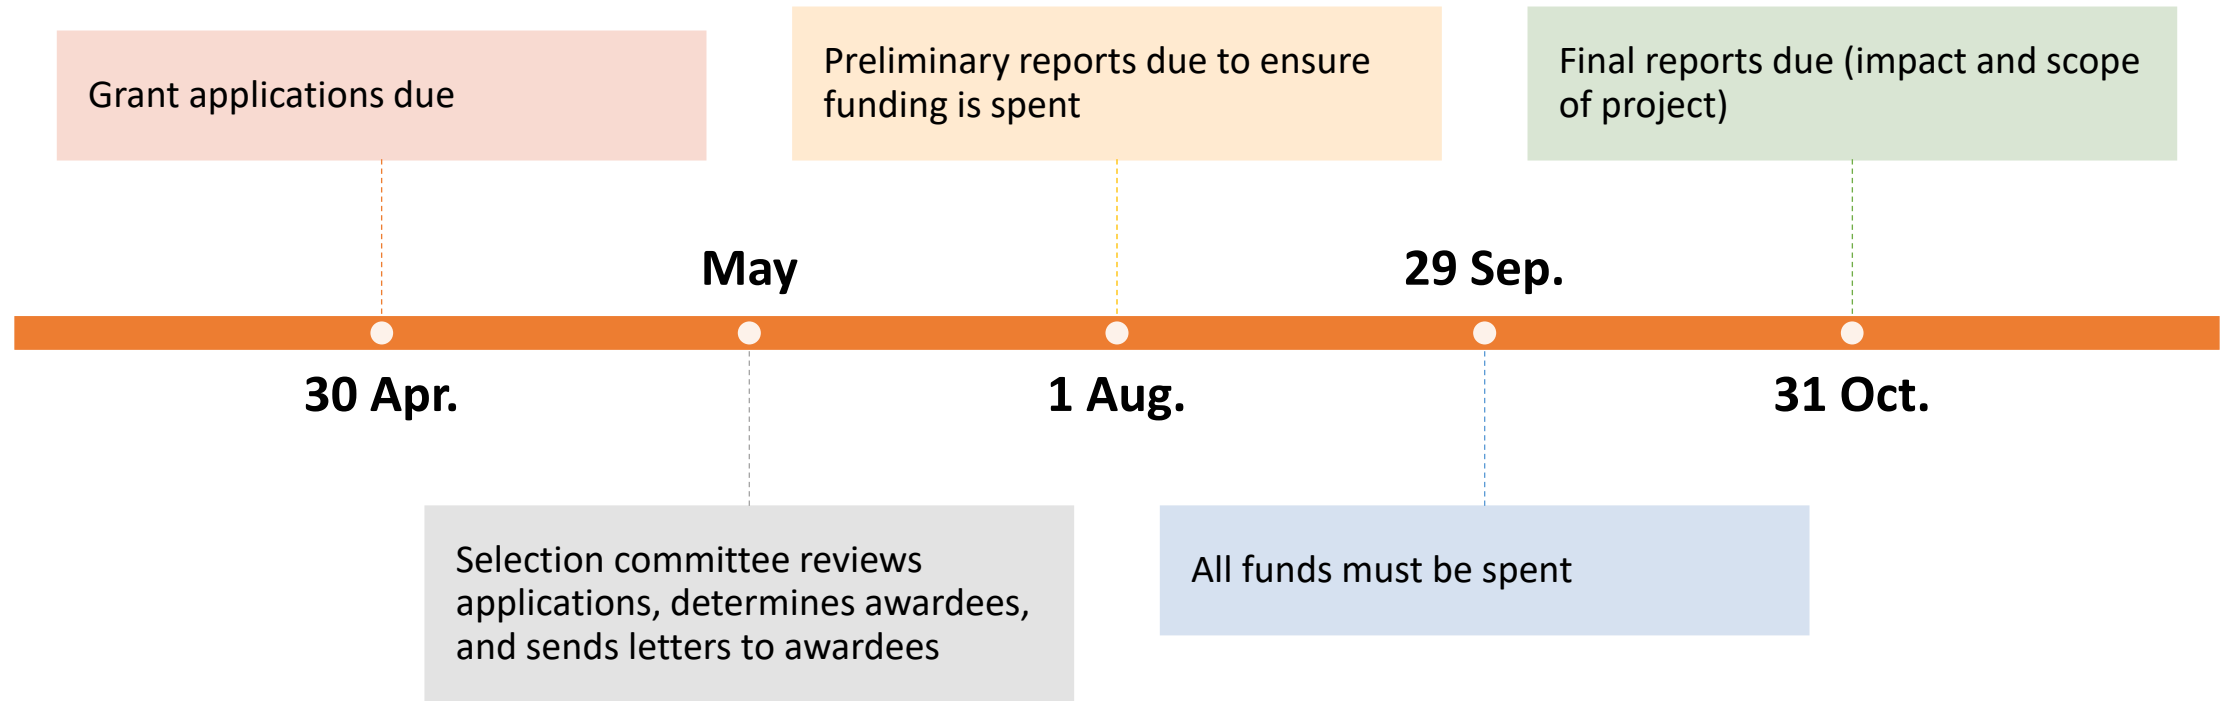 Grant applications due
Preliminary reports due to ensure
funding is spent
Final reports due (impact and scope
of project)
May
29 Sep.
30 Apr.
1 Aug.
31 Oct.
Selection committee reviews
applications, determines awardees,
and sends letters to awardees
All funds must be spent